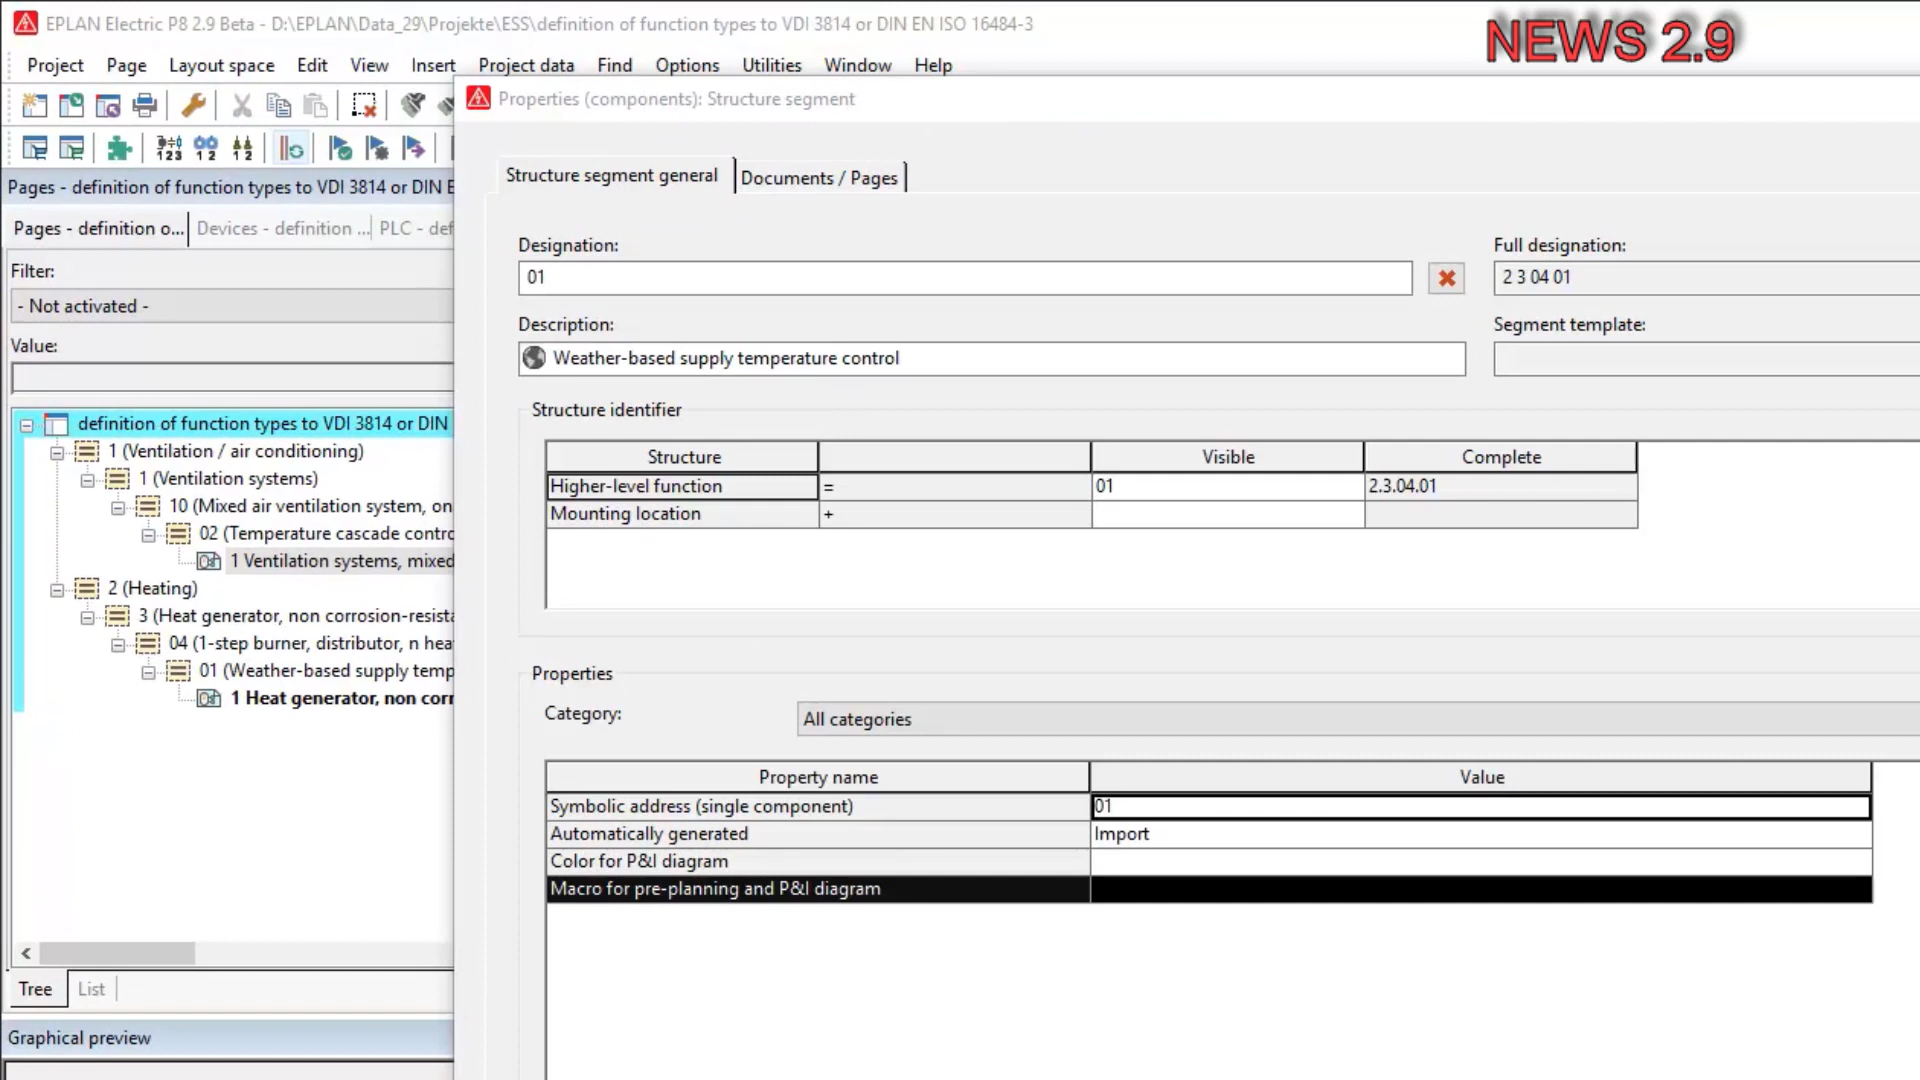 EPLAN Electric P8 2.9 Beta - D:\EPLAN\Data_29\Projekte\ESS\definition of function types to VDI 3814 or DIN EN ISO 16484-3
NEWS 2.9
Project Page Layout space Edit View Insert Project data Find Options Utilities Window Help
Properties (components): Structure segment
Pages - definition of function types to VDI 3814 or DIN E
Pages - definition o... Devices - definition ... PLC - def
Filter:
- Not activated -
Value:
definition of function types to VDI 3814 or DIN
1 (Ventilation / air conditioning)
1 (Ventilation systems)
10 (Mixed air ventilation system, on
02 (Temperature cascade contro
1 Ventilation systems, mixed
2 (Heating)
3 (Heat generator, non corrosion-resista
04 (1-step burner, distributor, n hea
01 (Weather-based supply temp
1 Heat generator, non corr
Tree List
Graphical preview
Structure segment general Documents / Pages
Designation: Full designation:
01 2 3 04 01
Description: Segment template:
Weather-based supply temperature control
Structure identifier
Structure Visible Complete
Higher-level function = 01 2.3.04.01
Mounting location +
Properties
Category: All categories
Property name Value
Symbolic address (single component) 01
Automatically generated Import
Color for P&I diagram
Macro for pre-planning and P&I diagram